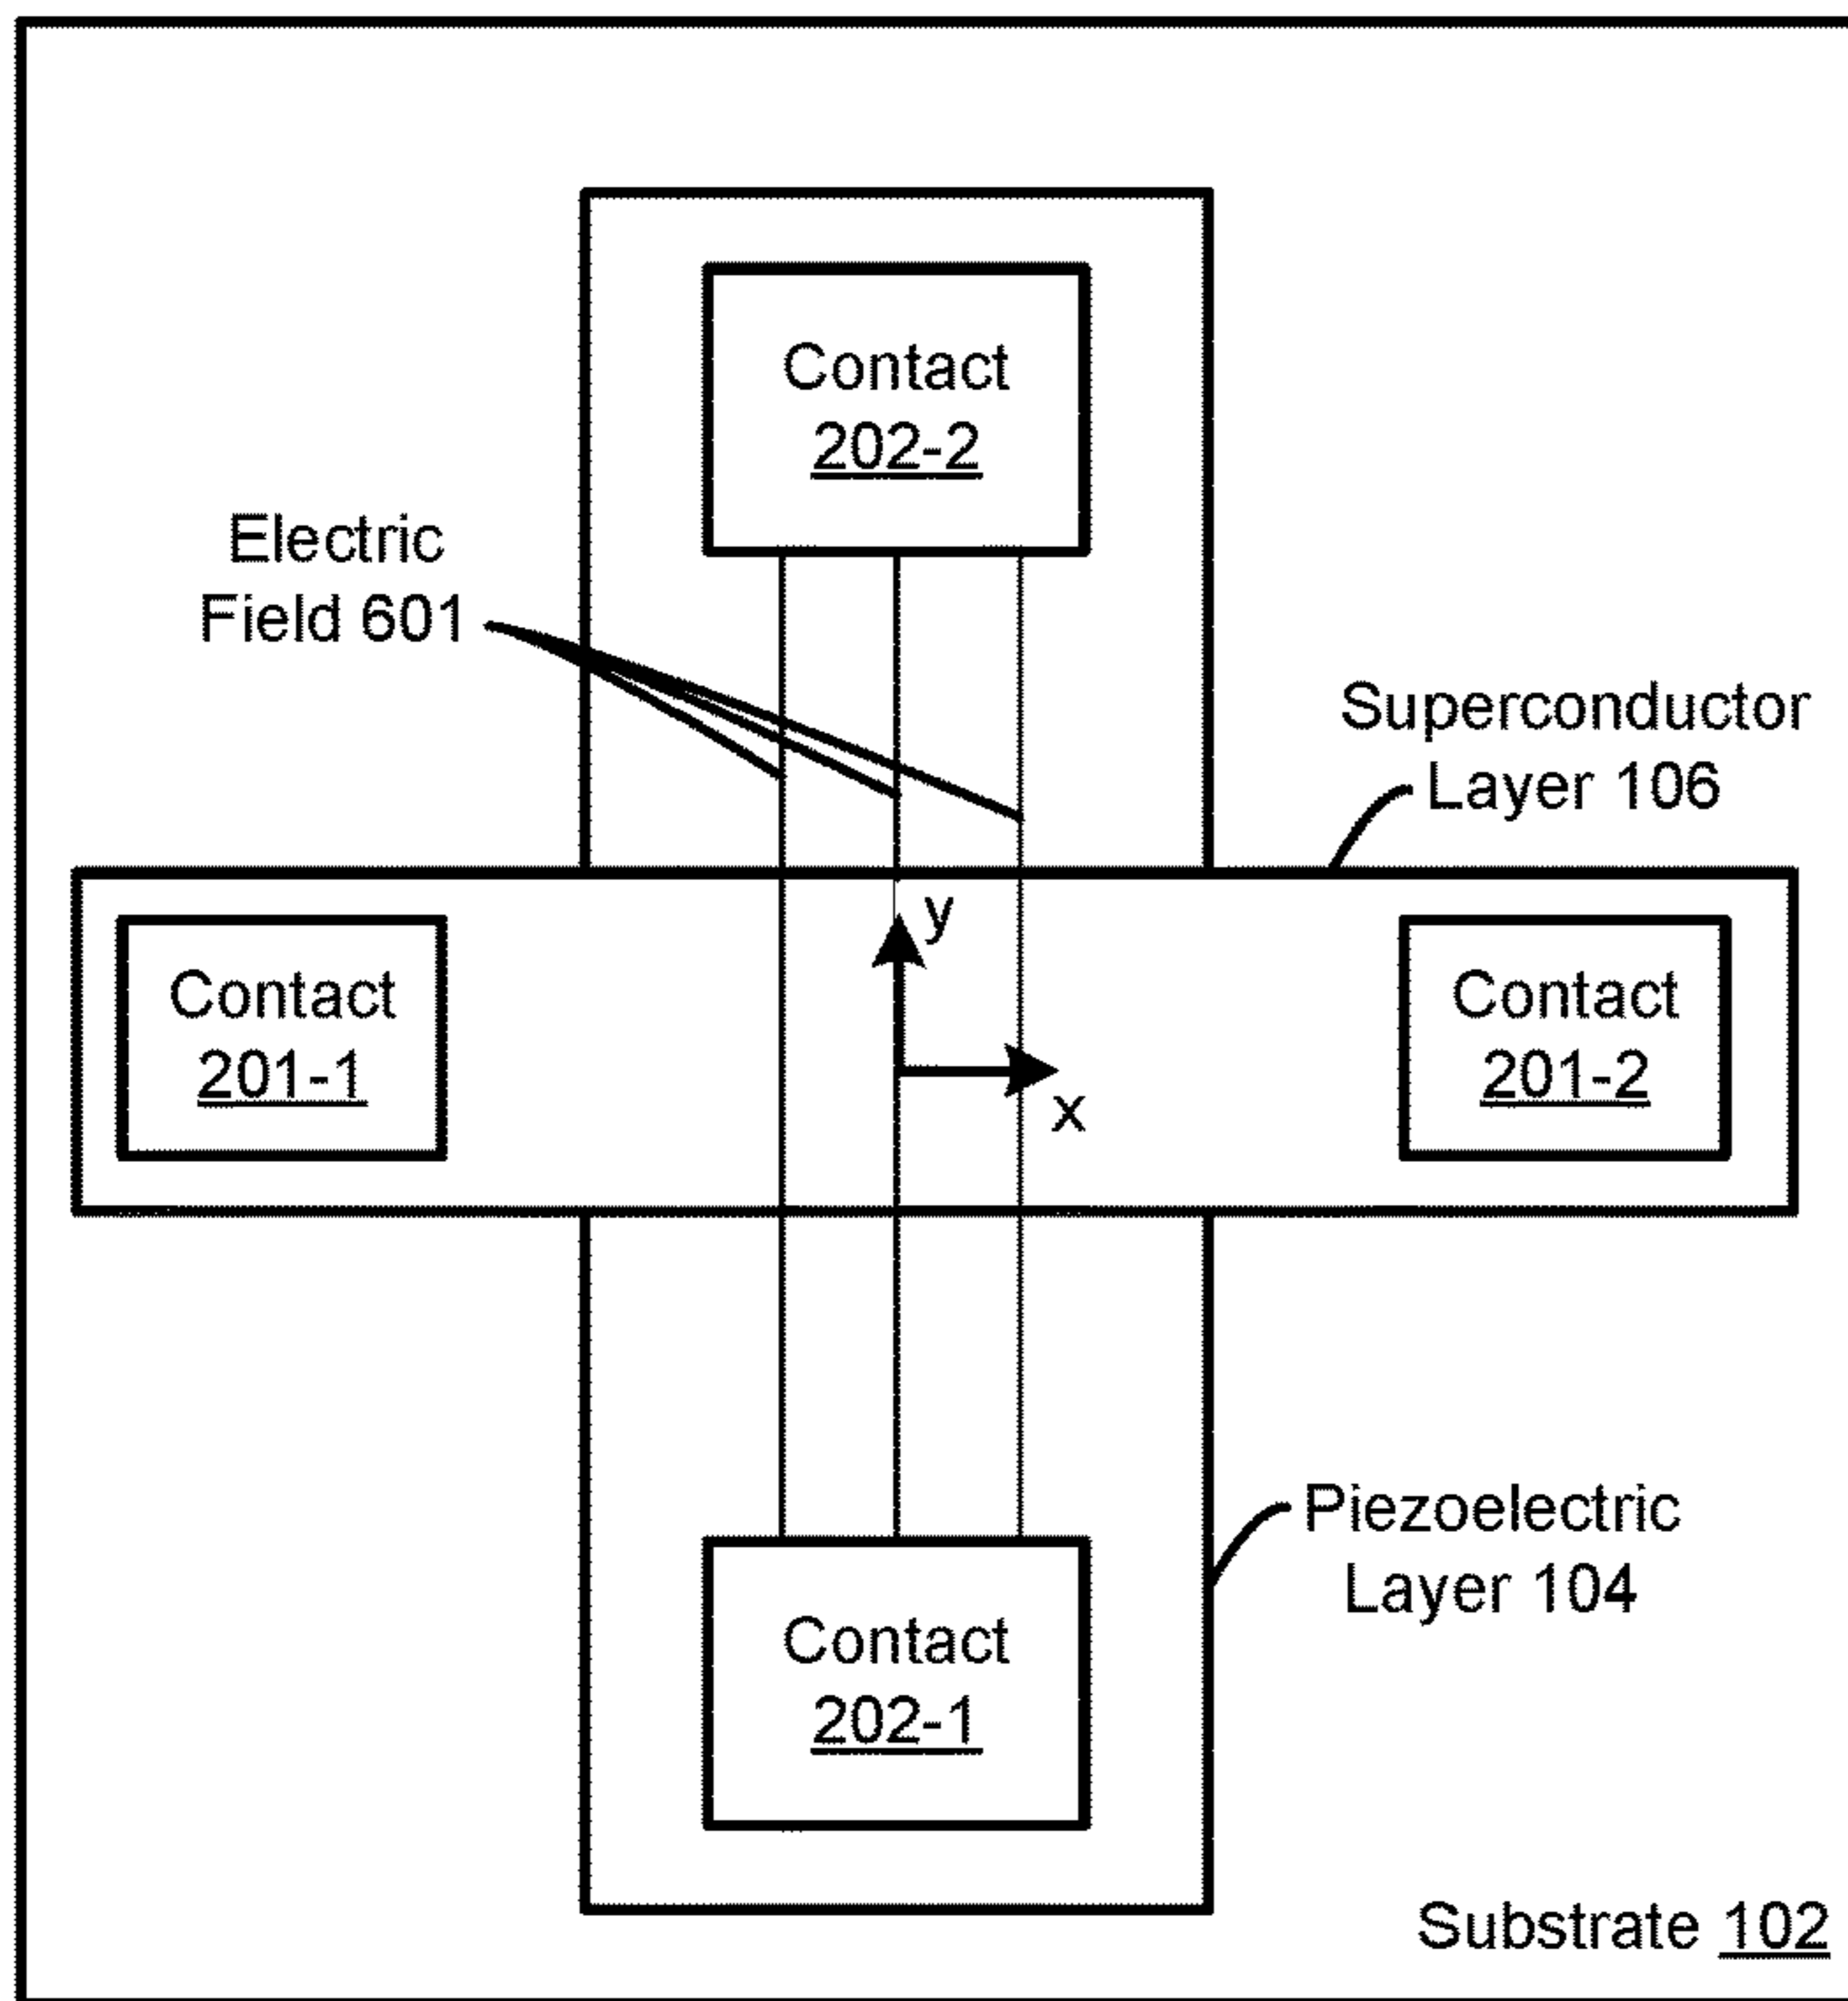 Contact
202-2
Electric
Field 601
Superconductor
Layer 106
y
Contact
201-1
Contact
201-2
x
Piezoelectric
Layer 104
Contact
202-1
Substrate 102